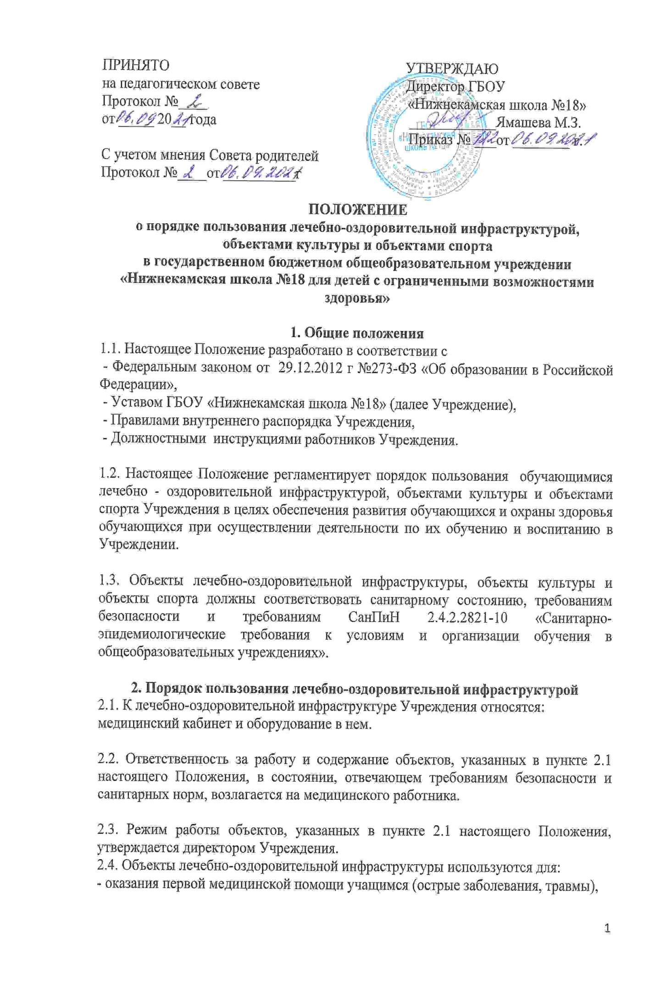 ПРИНЯТО
на педагогическом совете
Протокол № 2
от 06.09 2021 года
С учетом мнения Совета родителей
Протокол № 2 от 06.09.2021 г
УТВЕРЖДАЮ
Директор ГБОУ
«Нижнекамская школа №18»
Ямашева М.З.
Приказ № 122 от 06.09.2021 г.
ПОЛОЖЕНИЕ
о порядке пользования лечебно-оздоровительной инфраструктурой,
объектами культуры и объектами спорта
в государственном бюджетном общеобразовательном учреждении
«Нижнекамская школа №18 для детей с ограниченными возможностями
здоровья»
1. Общие положения
1.1. Настоящее Положение разработано в соответствии с
- Федеральным законом от 29.12.2012 г №273-ФЗ «Об образовании в Российской
Федерации»,
- Уставом ГБОУ «Нижнекамская школа №18» (далее Учреждение),
- Правилами внутреннего распорядка Учреждения,
- Должностными инструкциями работников Учреждения.
1.2. Настоящее Положение регламентирует порядок пользования обучающимися
лечебно - оздоровительной инфраструктурой, объектами культуры и объектами
спорта Учреждения в целях обеспечения развития обучающихся и охраны здоровья
обучающихся при осуществлении деятельности по их обучению и воспитанию в
Учреждении.
1.3. Объекты лечебно-оздоровительной инфраструктуры, объекты культуры и
объекты спорта должны соответствовать санитарному состоянию, требованиям
безопасности и требованиям СанПиН 2.4.2.2821-10 «Санитарно-
эпидемиологические требования к условиям и организации обучения в
общеобразовательных учреждениях».
2. Порядок пользования лечебно-оздоровительной инфраструктурой
2.1. К лечебно-оздоровительной инфраструктуре Учреждения относятся:
медицинский кабинет и оборудование в нем.
2.2. Ответственность за работу и содержание объектов, указанных в пункте 2.1
настоящего Положения, в состоянии, отвечающем требованиям безопасности и
санитарных норм, возлагается на медицинского работника.
2.3. Режим работы объектов, указанных в пункте 2.1 настоящего Положения,
утверждается директором Учреждения.
2.4. Объекты лечебно-оздоровительной инфраструктуры используются для:
- оказания первой медицинской помощи учащимся (острые заболевания, травмы),
1